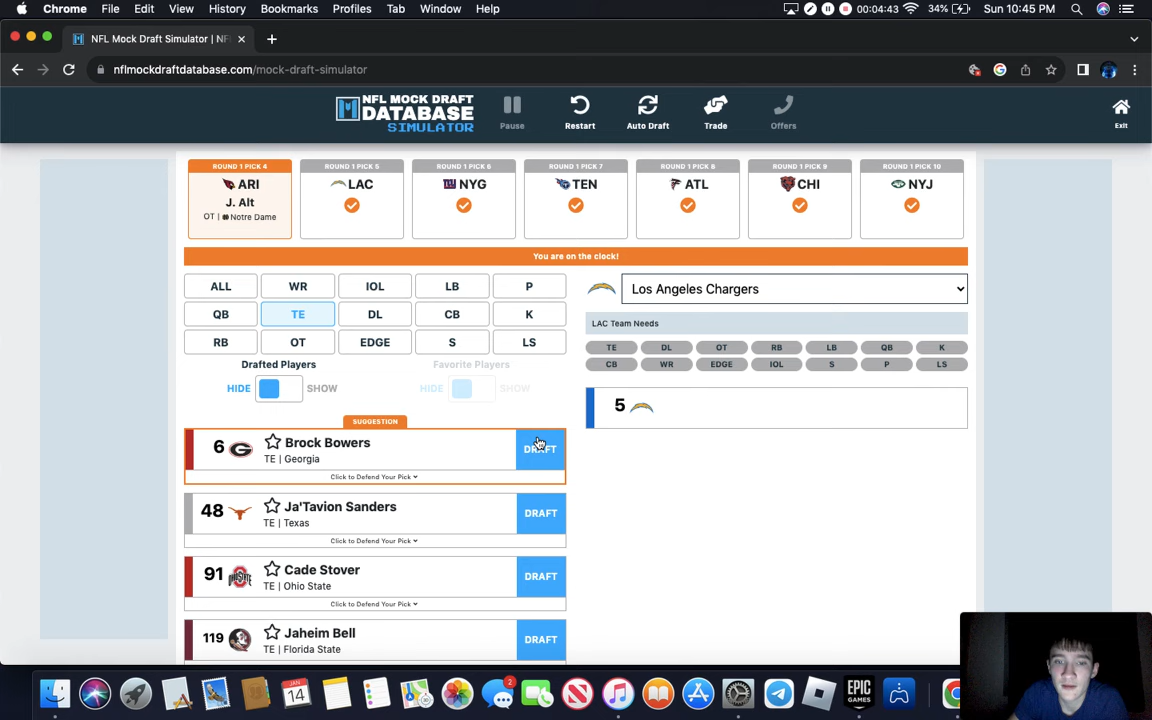 Chrome File Edit View History Bookmarks Profiles Tab Window Help 00:04:43 34% Sun 10:45 PM
NFL Mock Draft Simulator | NF
nflmockdraftdatabase.com/mock-draft-simulator
NFL MOCK DRAFT
DATABASE
SIMULATOR
Pause Restart Auto Draft Trade Offers Exit
ROUND 1 PICK 4 ROUND 1 PICK 5 ROUND 1 PICK 6 ROUND 1 PICK 7 ROUND 1 PICK 8 ROUND 1 PICK 9 ROUND 1 PICK 10
ARI LAC NYG TEN ATL CHI NYJ
J. Alt
OT | Notre Dame
You are on the clock!
ALL WR IOL LB P
QB TE DL CB K
RB OT EDGE S LS
Los Angeles Chargers
LAC Team Needs
TE DL OT RB LB QB K
CB WR EDGE IOL S P LS
Drafted Players Favorite Players
HIDE SHOW HIDE SHOW
5
SUGGESTION
6 Brock Bowers DRAFT
TE | Georgia
Click to Defend Your Pick
48 Ja'Tavion Sanders DRAFT
TE | Texas
Click to Defend Your Pick
91 Cade Stover DRAFT
TE | Ohio State
Click to Defend Your Pick
119 Jaheim Bell DRAFT
TE | Florida State
JAN
14
2
EPIC
GAMES